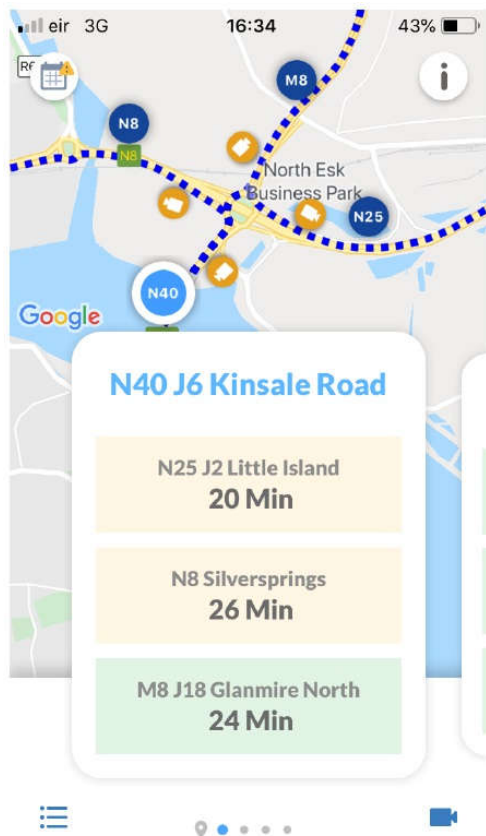 eir 3G 16:34 43%
R6
M8
N8
N8
North Esk
Business Park
N25
N40
Google
N40 J6 Kinsale Road
N25 J2 Little Island
20 Min
N8 Silversprings
26 Min
M8 J18 Glanmire North
24 Min